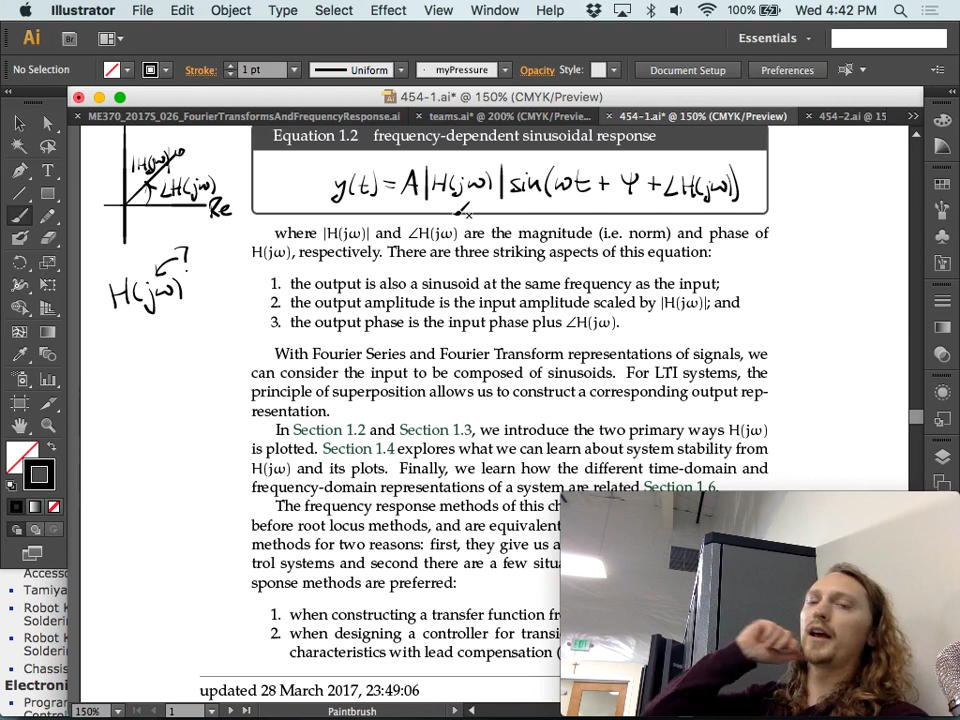 Illustrator File Edit Object Type Select Effect View Window Help 100% Wed 4:42 PM
Ai Br Essentials
No Selection Stroke: 1 pt Uniform myPressure Opacity Style: Document Setup Preferences
454-1.ai* @ 150% (CMYK/Preview)
ME370_2017S_026_FourierTransformsAndFrequencyResponse.ai teams.ai* @ 200% (CMYK/Previe... 454-1.ai* @ 150% (CMYK/Preview) 454-2.ai @ 15
Equation 1.2 frequency-dependent sinusoidal response
|H(jω)|
∠H(jω)
Re
y(t) = A|H(jω)| sin(ωt + ψ + ∠H(jω))
H(jω) ?
where |H(jω)| and ∠H(jω) are the magnitude (i.e. norm) and phase of
H(jω), respectively. There are three striking aspects of this equation:
1. the output is also a sinusoid at the same frequency as the input;
2. the output amplitude is the input amplitude scaled by |H(jω)|; and
3. the output phase is the input phase plus ∠H(jω).
With Fourier Series and Fourier Transform representations of signals, we
can consider the input to be composed of sinusoids. For LTI systems, the
principle of superposition allows us to construct a corresponding output rep-
resentation.
In Section 1.2 and Section 1.3, we introduce the two primary ways H(jω)
is plotted. Section 1.4 explores what we can learn about system stability from
H(jω) and its plots. Finally, we learn how the different time-domain and
frequency-domain representations of a system are related Section 1.6.
The frequency response methods of this ch
before root locus methods, and are equivalent
methods for two reasons: first, they give us a
trol systems and second there are a few situa
sponse methods are preferred:
1. when constructing a transfer function fr
2. when designing a controller for transi
characteristics with lead compensation (
updated 28 March 2017, 23:49:06
Accesso
Tamiya
Robot K
Solderin
Robot K
Solderin
Chassis
Electroni
Program
Contro
150% 1 Paintbrush